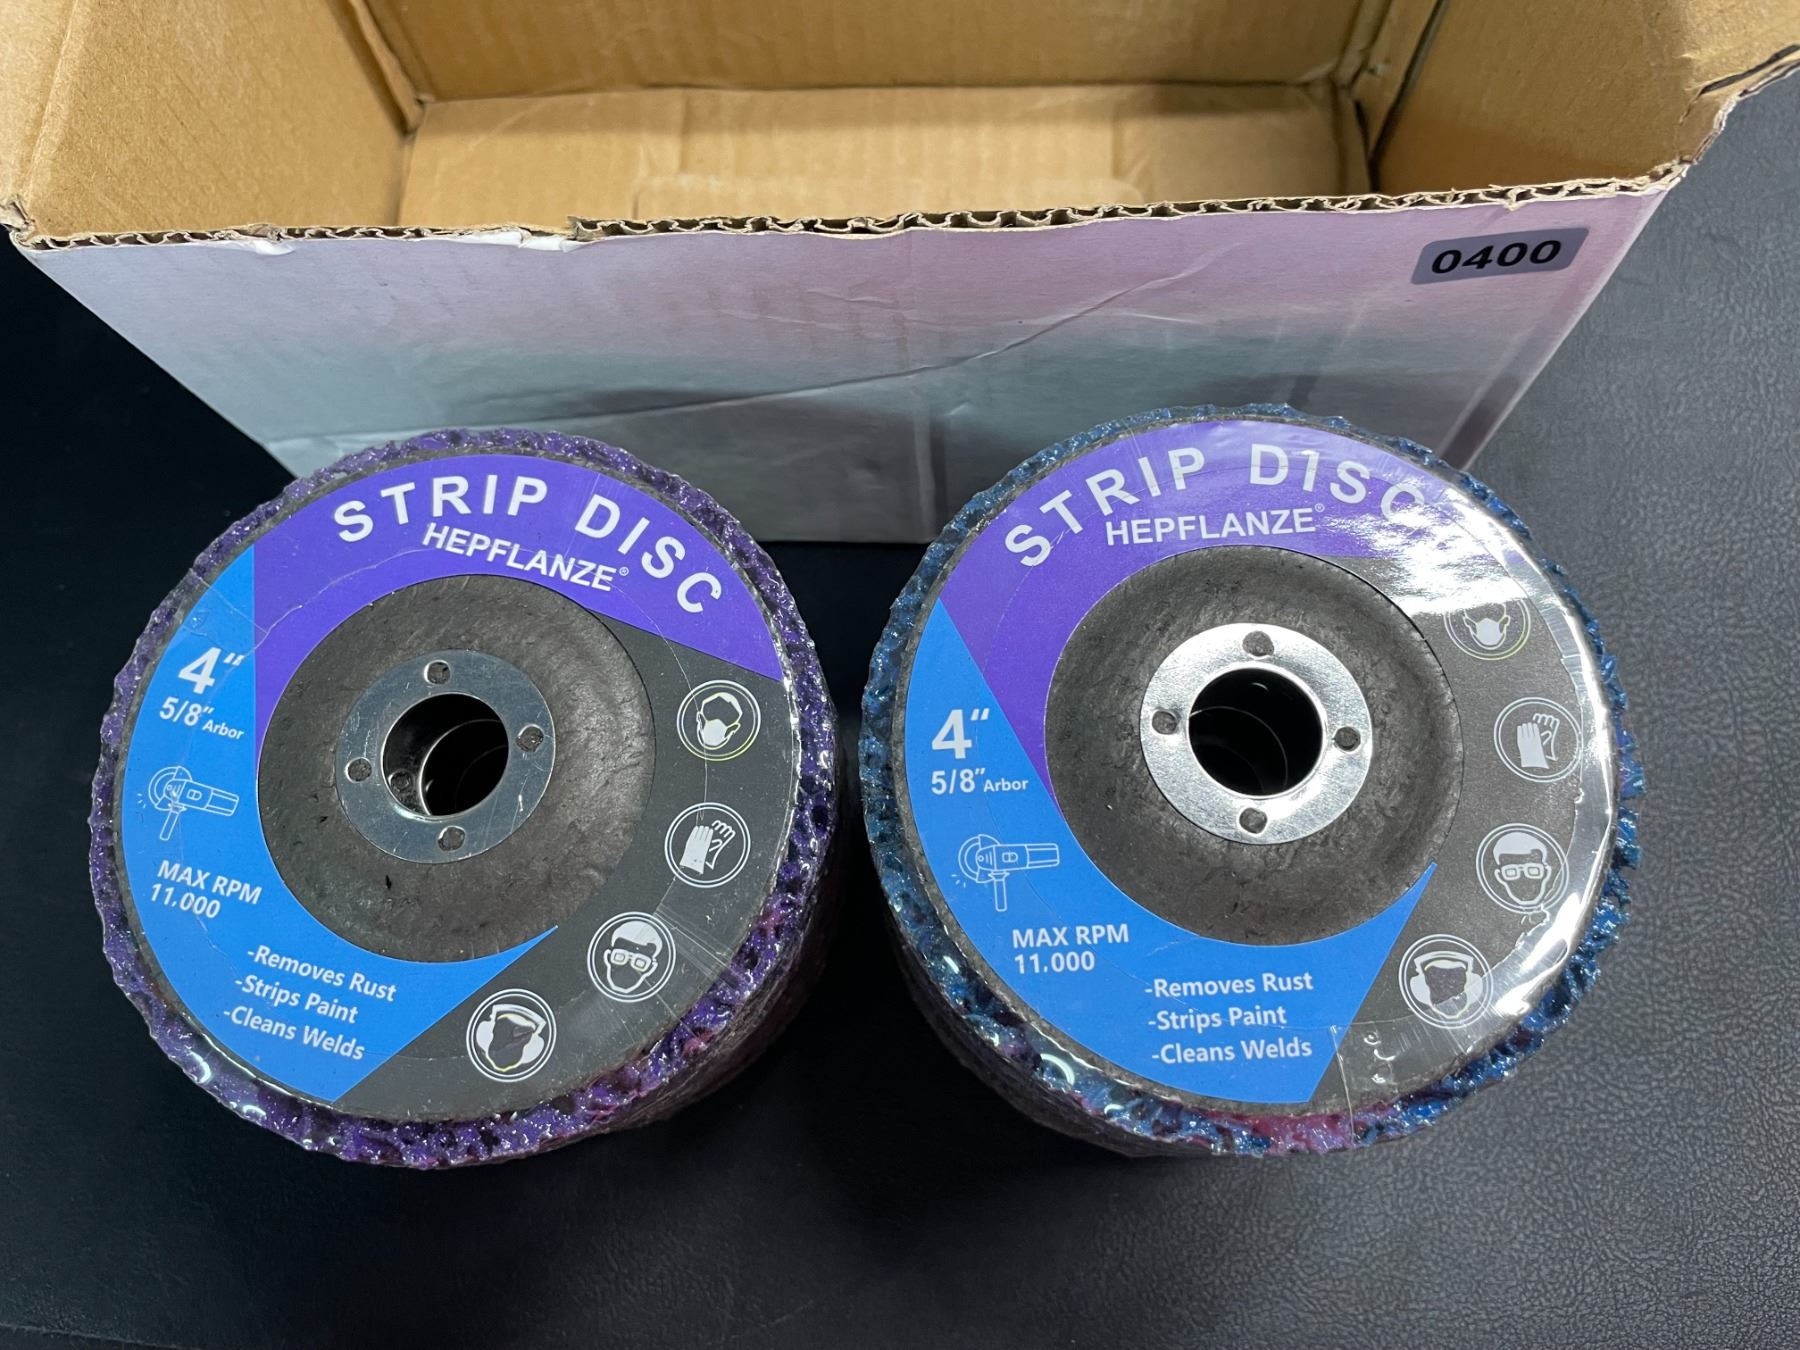 0400
STRIP DISC
HEPFLANZE®
4"
5/8" Arbor
MAX RPM
11.000
-Removes Rust
-Strips Paint
-Cleans Welds
STRIP DISC
HEPFLANZE®
4"
5/8" Arbor
MAX RPM
11.000
-Removes Rust
-Strips Paint
-Cleans Welds